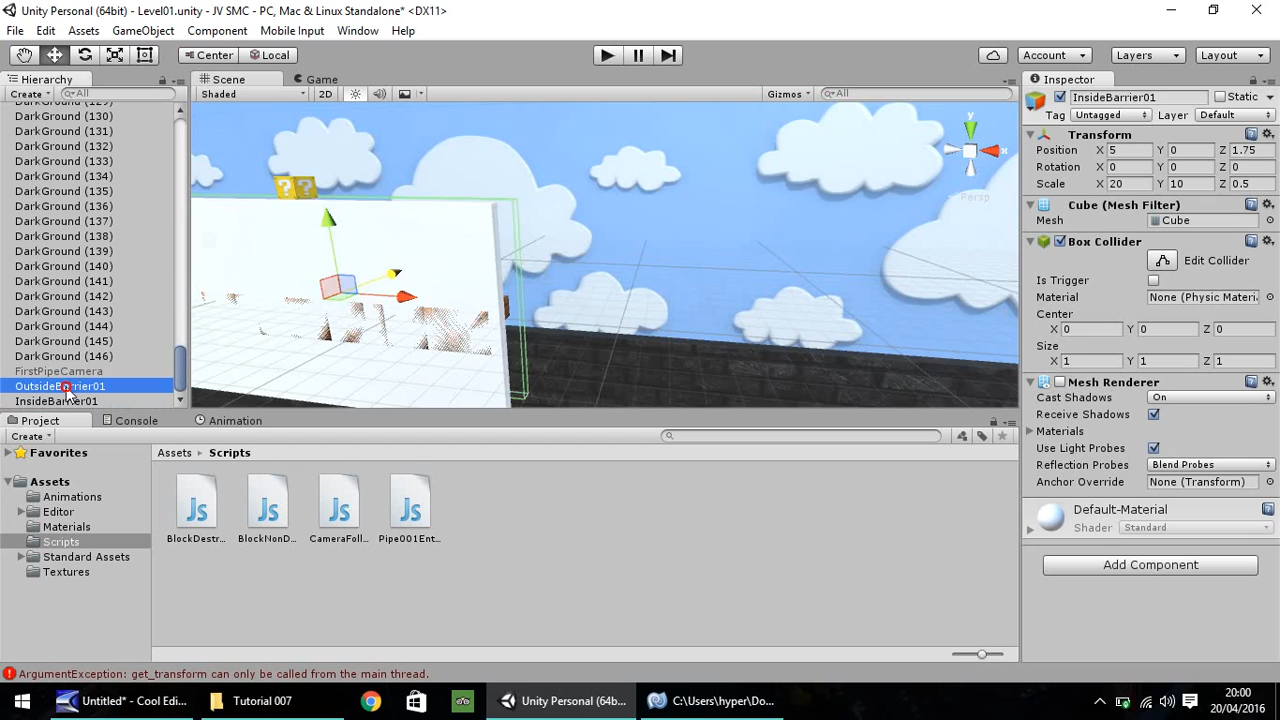 Unity Personal (64bit) - Level01.unity - JV SMC - PC, Mac & Linux Standalone* <DX11>
File Edit Assets GameObject Component Mobile Input Window Help
Center Local Account Layers Layout
Hierarchy
Create All
DarkGround (129)
DarkGround (130)
DarkGround (131)
DarkGround (132)
DarkGround (133)
DarkGround (134)
DarkGround (135)
DarkGround (136)
DarkGround (137)
DarkGround (138)
DarkGround (139)
DarkGround (140)
DarkGround (141)
DarkGround (142)
DarkGround (143)
DarkGround (144)
DarkGround (145)
DarkGround (146)
FirstPipeCamera
OutsideBarrier01
InsideBarrier01
Scene Game
Shaded 2D Gizmos All
y
x
Persp
? ?
Inspector
InsideBarrier01 Static
Tag Untagged Layer Default
Transform
Position X 5 Y 0 Z 1.75
Rotation X 0 Y 0 Z 0
Scale X 20 Y 10 Z 0.5
Cube (Mesh Filter)
Mesh Cube
Box Collider
Edit Collider
Is Trigger
Material None (Physic Materi
Center
X 0 Y 0 Z 0
Size
X 1 Y 1 Z 1
Mesh Renderer
Cast Shadows On
Receive Shadows
Materials
Use Light Probes
Reflection Probes Blend Probes
Anchor Override None (Transform)
Default-Material
Shader Standard
Add Component
Project Console Animation
Create
Favorites
Assets
Animations
Editor
Materials
Scripts
Standard Assets
Textures
Assets Scripts
Js Js Js Js
BlockDestr... BlockNonD... CameraFoll... Pipe001Ent...
ArgumentException: get_transform can only be called from the main thread.
Untitled* - Cool Edi... Tutorial 007 Unity Personal (64b... C:\Users\hyper\Do...
20:00
20/04/2016